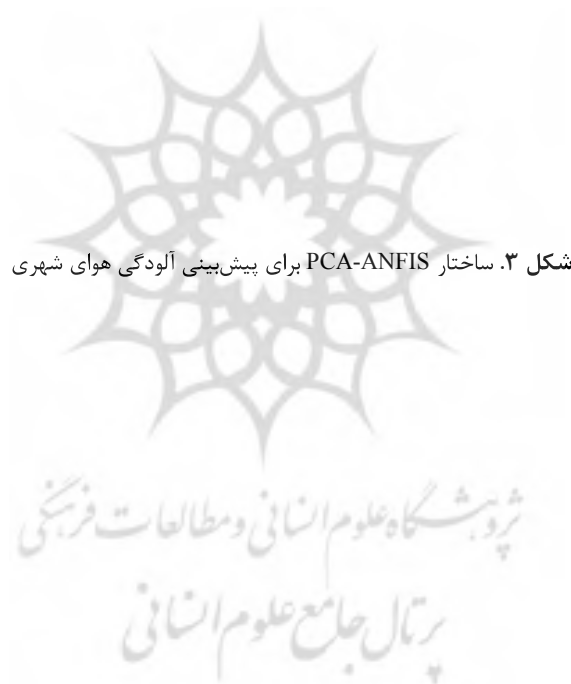 شکل ۳. ساختار PCA-ANFIS برای پیش‌بینی آلودگی هوای شهری
پژوهشگاه علوم انسانی و مطالعات فرهنگی
پرتال جامع علوم انسانی